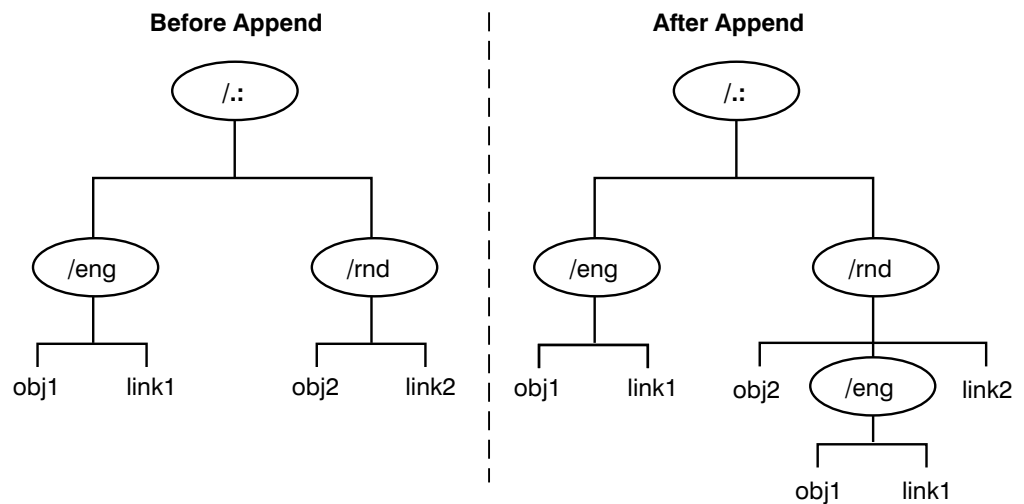 Before Append
/.:
/eng
/rnd
obj1 link1
obj2 link2
After Append
/.:
/eng
/rnd
obj1 link1
obj2
/eng
link2
obj1 link1